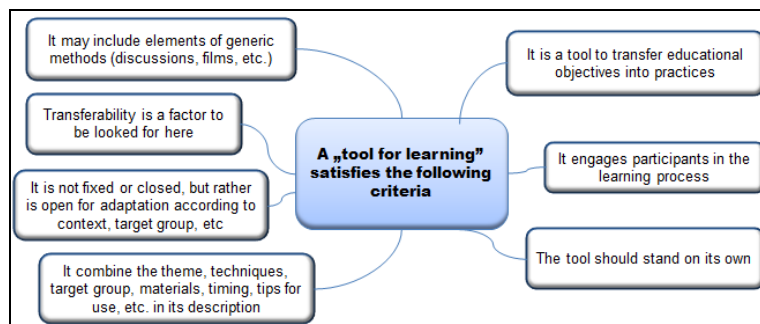 It may include elements of generic
methods (discussions, films, etc.)
Transferability is a factor to
be looked for here
It is not fixed or closed, but rather
is open for adaptation according to
context, target group, etc
It combine the theme, techniques,
target group, materials, timing, tips for
use, etc. in its description
A „tool for learning”
satisfies the following
criteria
It is a tool to transfer educational
objectives into practices
It engages participants in the
learning process
The tool should stand on its own